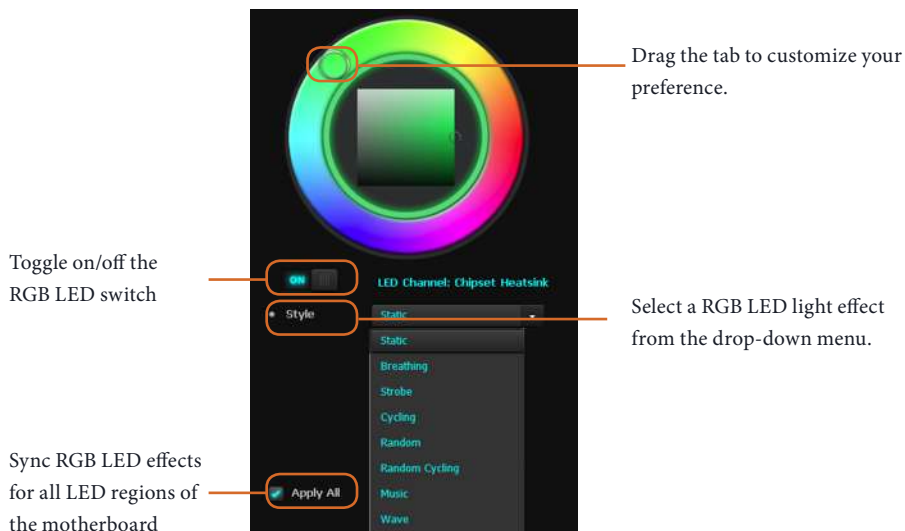 Drag the tab to customize your
preference.
Toggle on/off the
RGB LED switch
ON
LED Channel: Chipset Heatsink
Style
Static
Select a RGB LED light effect
from the drop-down menu.
Static
Breathing
Strobe
Cycling
Random
Random Cycling
Music
Wave
Sync RGB LED effects
for all LED regions of
the motherboard
Apply All